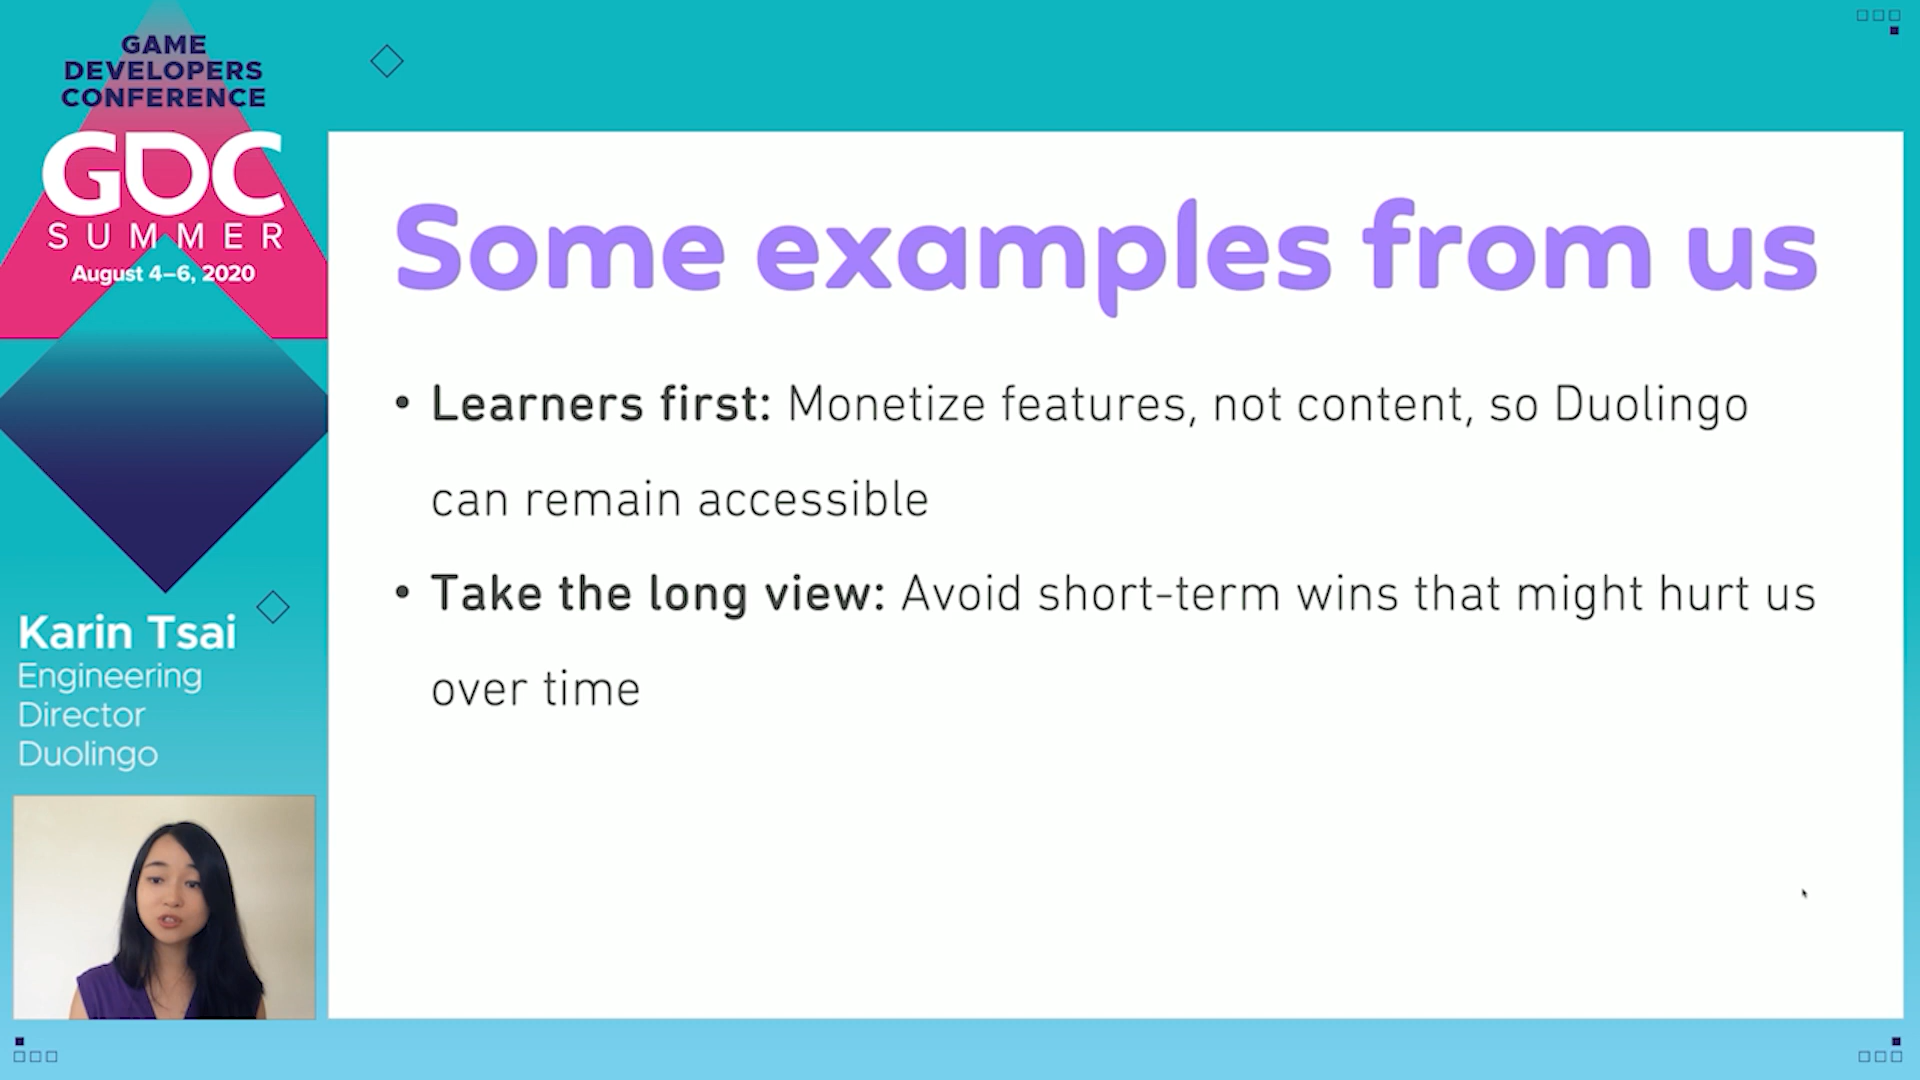 GAME
DEVELOPERS
CONFERENCE
GDC
SUMMER
August 4–6, 2020
Karin Tsai
Engineering
Director
Duolingo
Some examples from us
• Learners first: Monetize features, not content, so Duolingo
can remain accessible
• Take the long view: Avoid short-term wins that might hurt us
over time